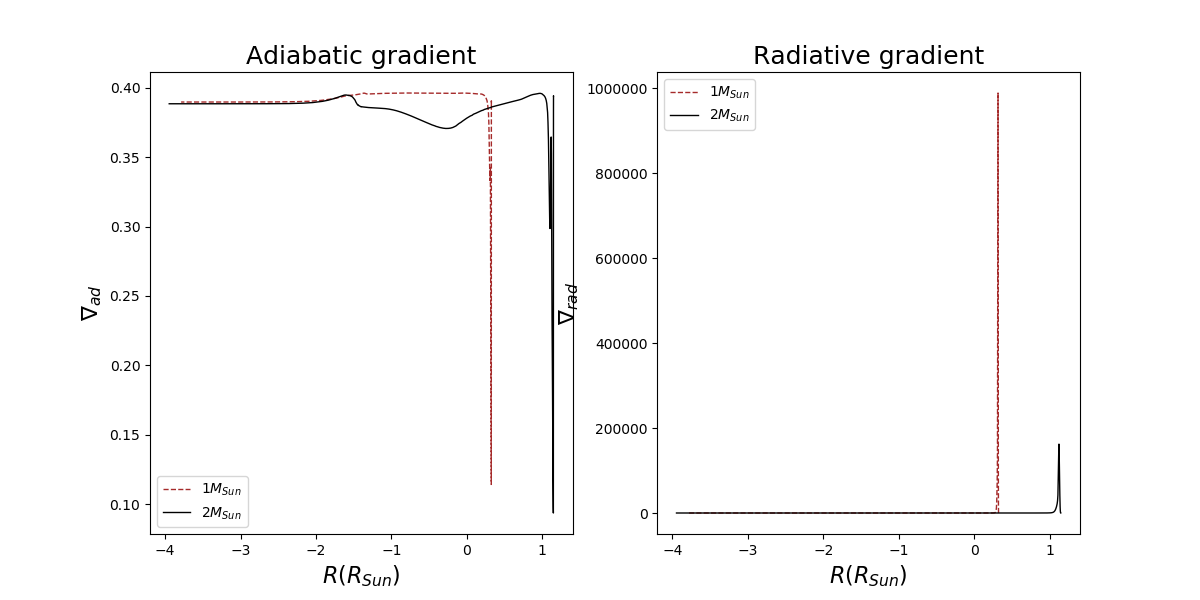 Adiabatic gradient
∇ad
0.40
0.35
0.30
0.25
0.20
0.15
0.10
1MSun
2MSun
−4
−3
−2
−1
0
1
R(RSun)
Radiative gradient
∇rad
1000000
800000
600000
400000
200000
0
1MSun
2MSun
−4
−3
−2
−1
0
1
R(RSun)